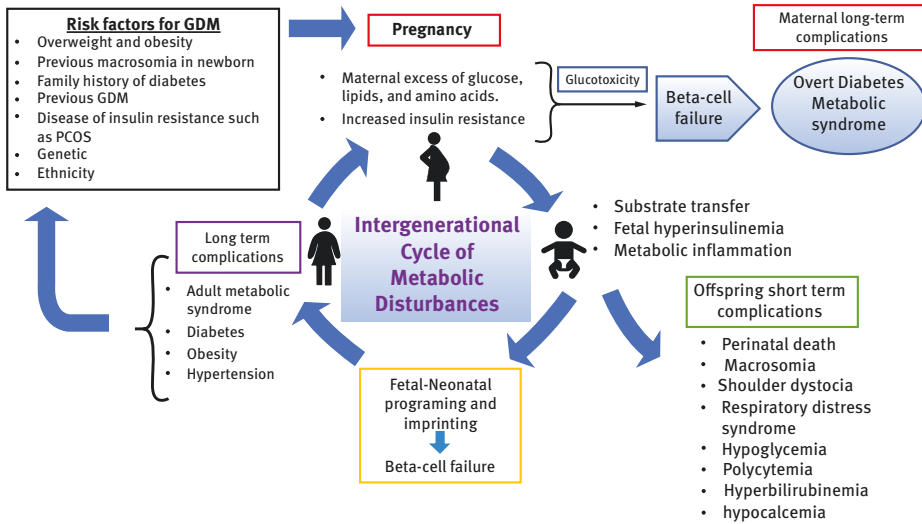 Risk factors for GDM
• Overweight and obesity
• Previous macrosomia in newborn
• Family history of diabetes
• Previous GDM
• Disease of insulin resistance such
as PCOS
• Genetic
• Ethnicity
Pregnancy
• Maternal excess of glucose,
lipids, and amino acids.
• Increased insulin resistance
Glucotoxicity
Beta-cell
failure
Maternal long-term
complications
Overt Diabetes
Metabolic
syndrome
• Substrate transfer
• Fetal hyperinsulinemia
• Metabolic inflammation
Intergenerational
Cycle of
Metabolic
Disturbances
Long term
complications
• Adult metabolic
syndrome
• Diabetes
• Obesity
• Hypertension
Offspring short term
complications
• Perinatal death
• Macrosomia
• Shoulder dystocia
• Respiratory distress
syndrome
• Hypoglycemia
• Polycytemia
• Hyperbilirubinemia
• hypocalcemia
Fetal-Neonatal
programing and
imprinting
Beta-cell failure